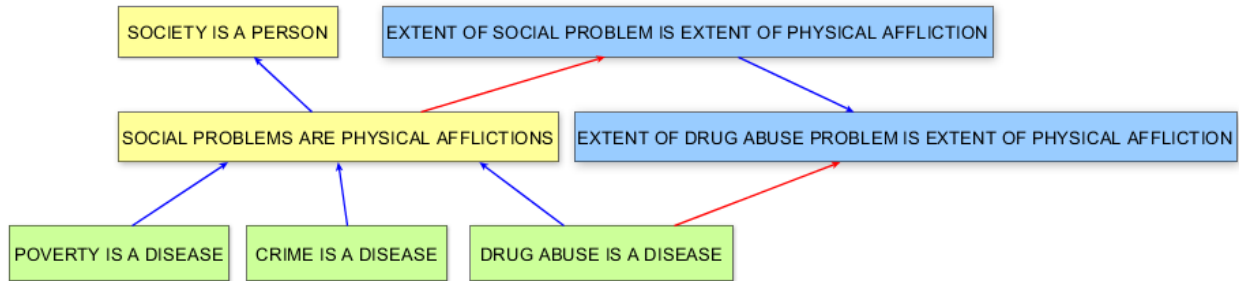 SOCIETY IS A PERSON
EXTENT OF SOCIAL PROBLEM IS EXTENT OF PHYSICAL AFFLICTION
SOCIAL PROBLEMS ARE PHYSICAL AFFLICTIONS
EXTENT OF DRUG ABUSE PROBLEM IS EXTENT OF PHYSICAL AFFLICTION
POVERTY IS A DISEASE
CRIME IS A DISEASE
DRUG ABUSE IS A DISEASE